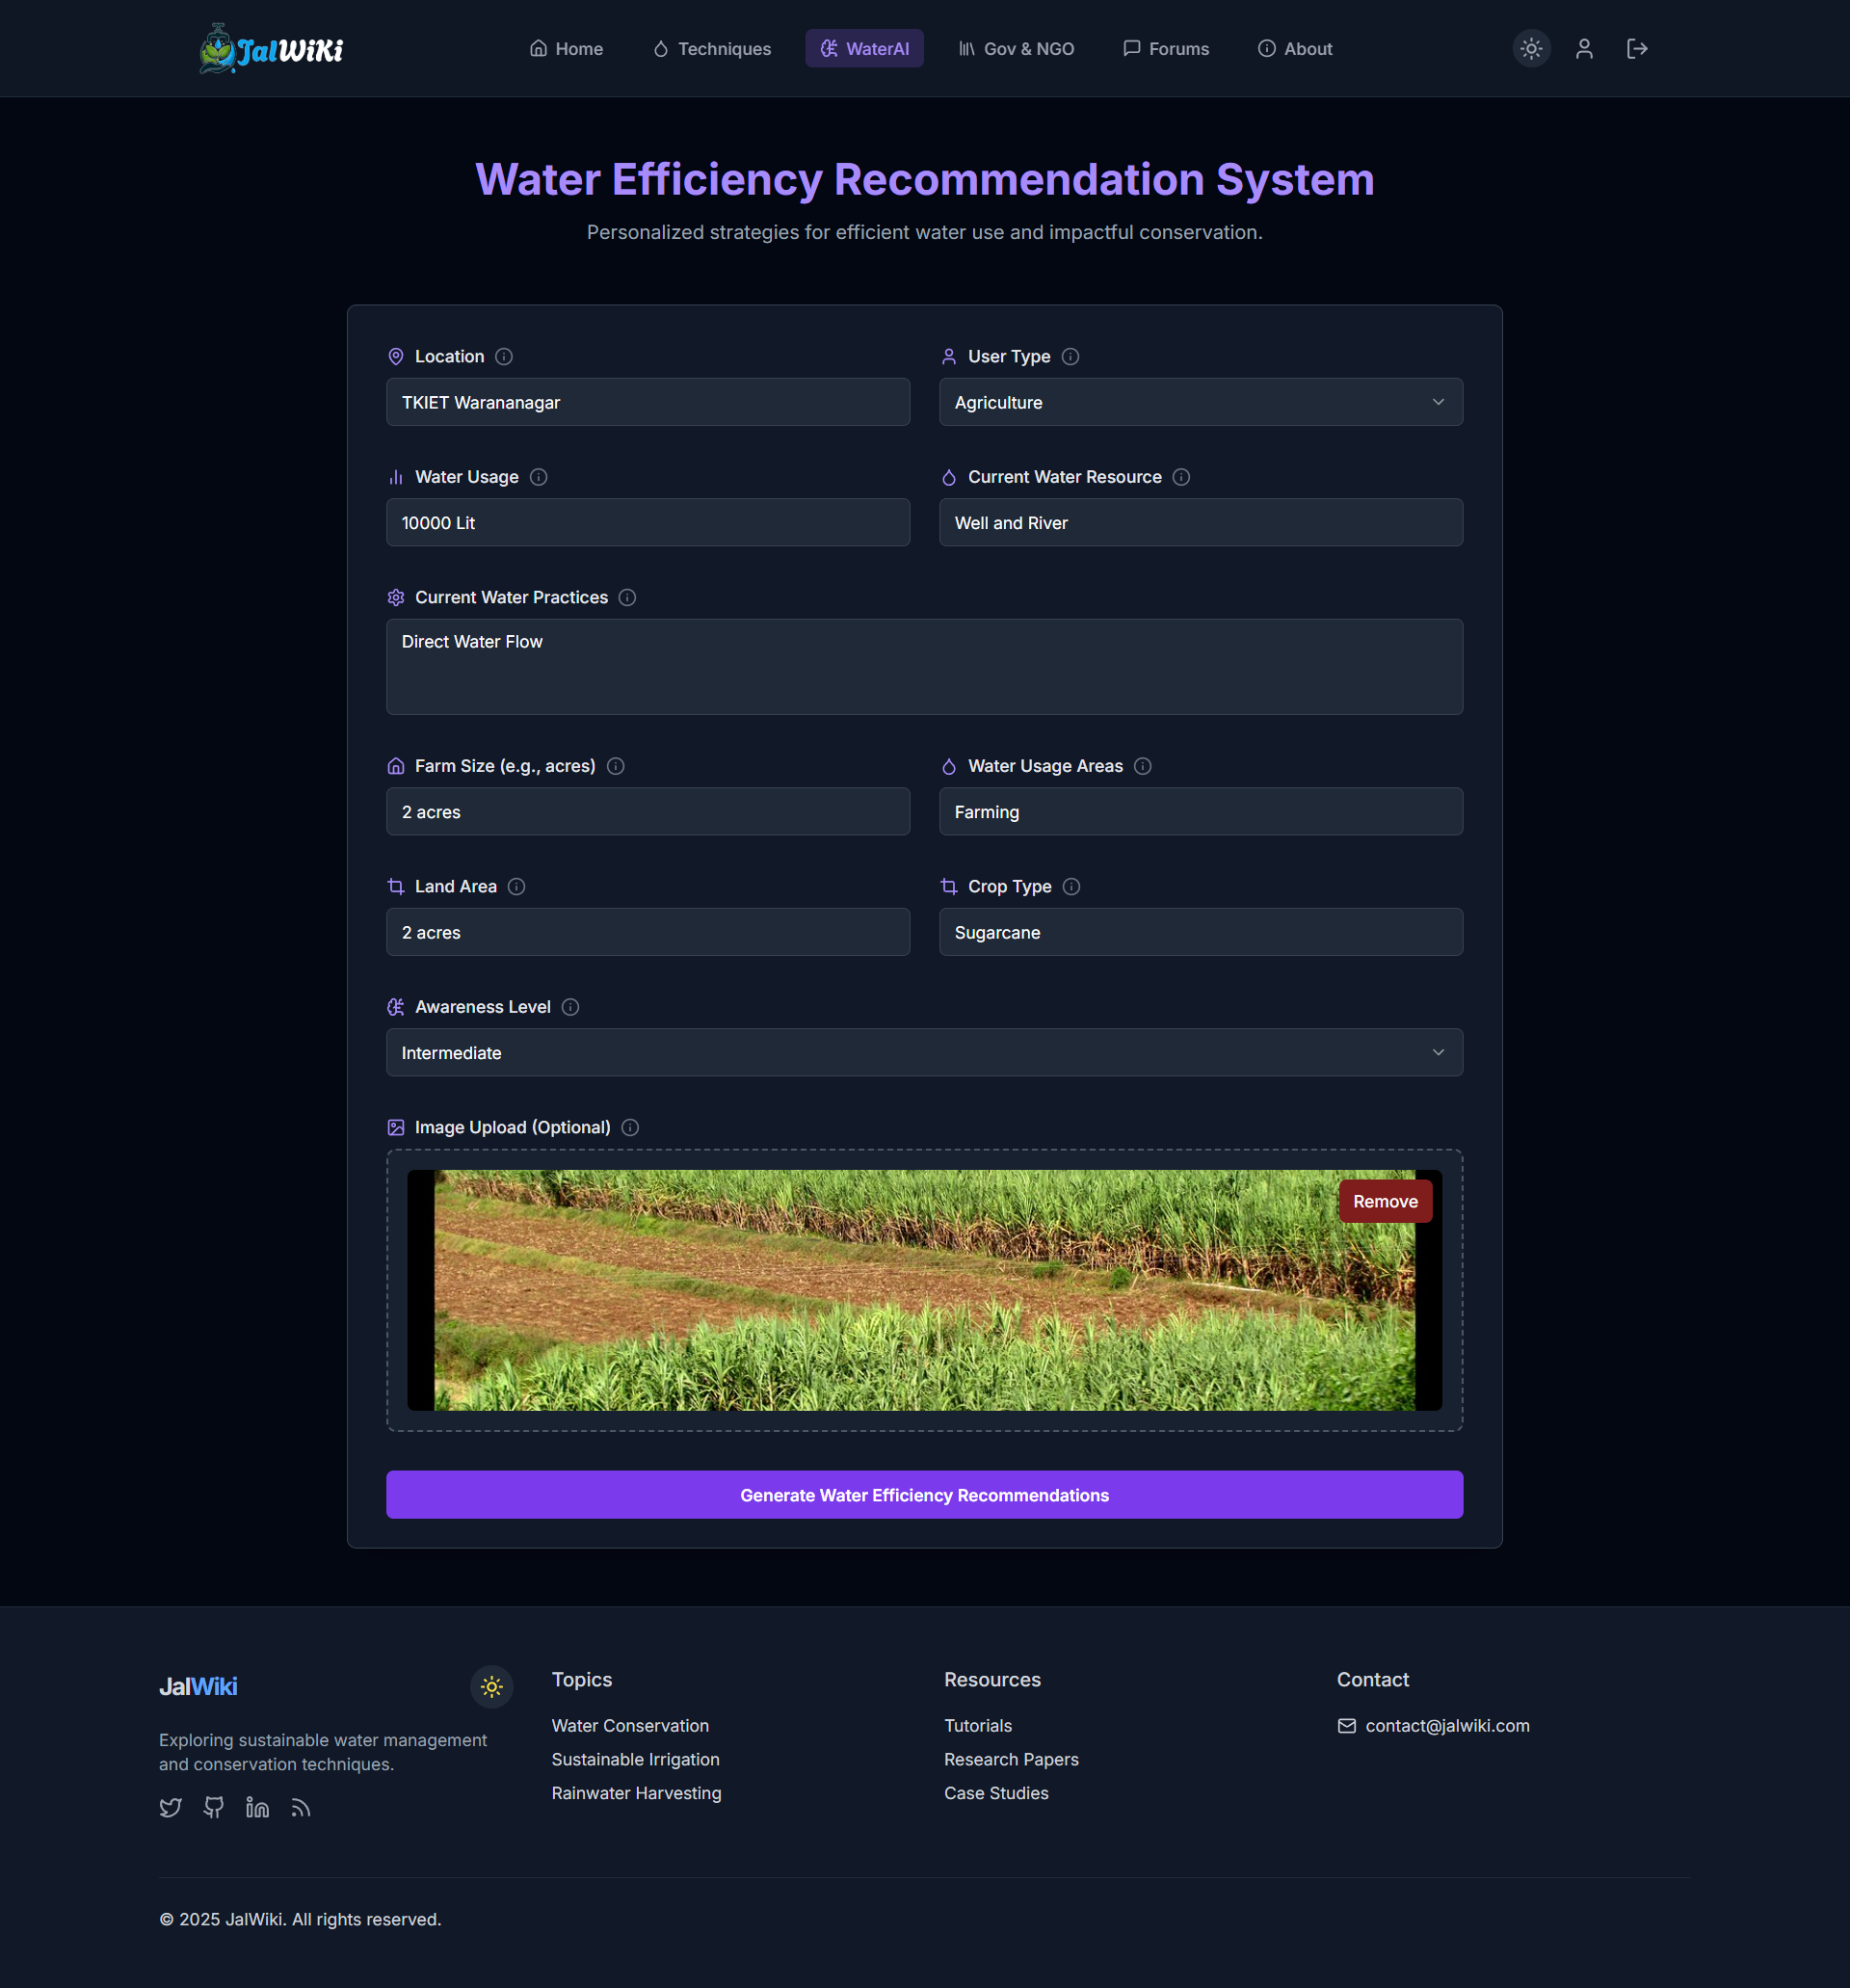 JalWiKi
Home
Techniques
WaterAI
Gov & NGO
Forums
About
Water Efficiency Recommendation System
Personalized strategies for efficient water use and impactful conservation.
Location
User Type
TKIET Warananagar
Agriculture
Water Usage
Current Water Resource
10000 Lit
Well and River
Current Water Practices
Direct Water Flow
Farm Size (e.g., acres)
Water Usage Areas
2 acres
Farming
Land Area
Crop Type
2 acres
Sugarcane
Awareness Level
Intermediate
Image Upload (Optional)
Remove
Generate Water Efficiency Recommendations
JalWiki
Exploring sustainable water management
and conservation techniques.
Topics
Water Conservation
Sustainable Irrigation
Rainwater Harvesting
Resources
Tutorials
Research Papers
Case Studies
Contact
contact@jalwiki.com
© 2025 JalWiki. All rights reserved.